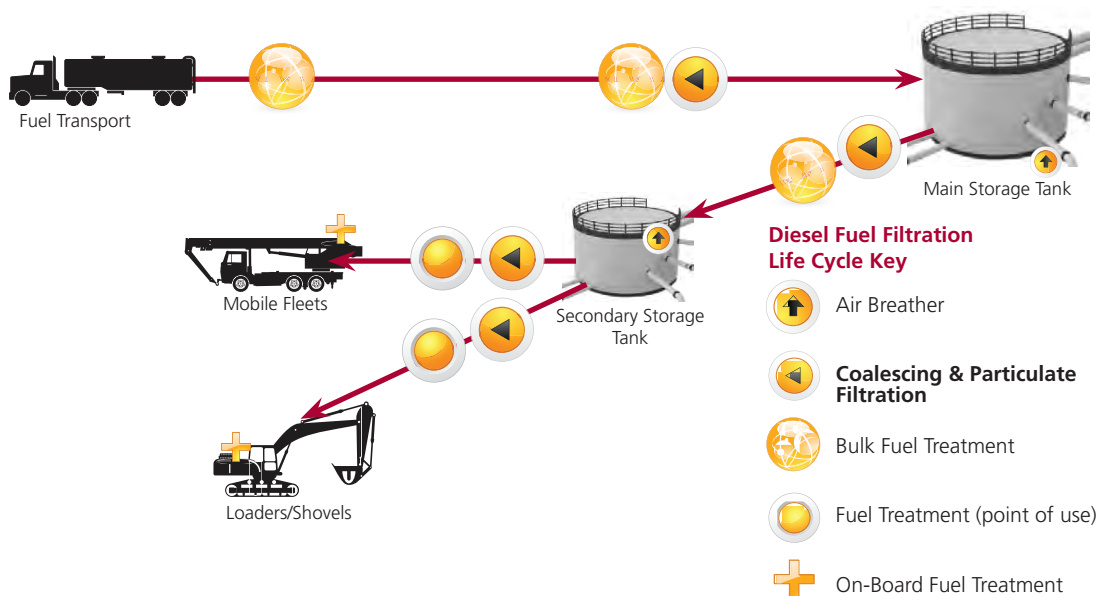 Fuel Transport
Main Storage Tank
Mobile Fleets
Secondary Storage
Tank
Loaders/Shovels
Diesel Fuel Filtration
Life Cycle Key
Air Breather
Coalescing & Particulate
Filtration
Bulk Fuel Treatment
Fuel Treatment (point of use)
On-Board Fuel Treatment